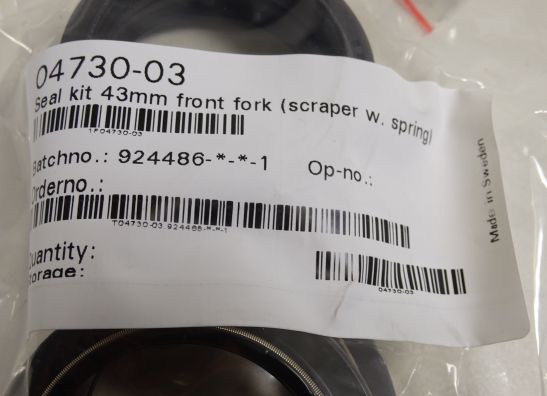 04730-03
Seal kit 43mm front fork (scraper w. spring)
1P04730-03
Batchno.: 924486-*-*-1 Op-no.:
Orderno.:
T04730-03.924486-*-*-1
Quantity:
Storage:
04730-03
Made in Sweden